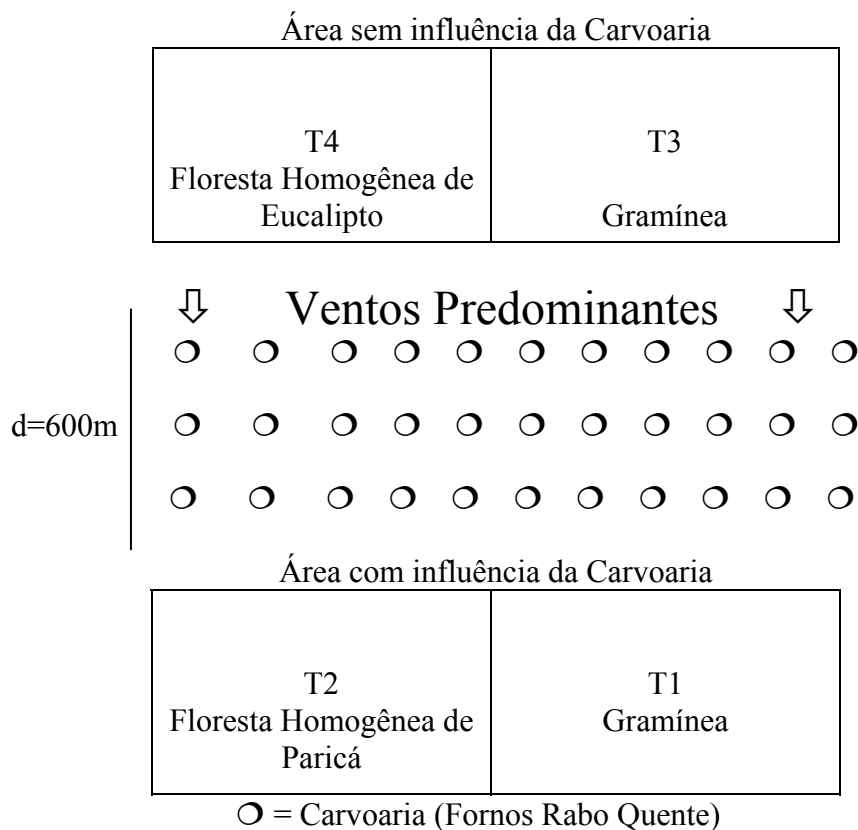 Área sem influência da Carvoaria
T4
Floresta Homogênea de
Eucalipto
T3
Gramínea
⇩ Ventos Predominantes ⇩
d=600m
Área com influência da Carvoaria
T2
Floresta Homogênea de
Paricá
T1
Gramínea
❍ = Carvoaria (Fornos Rabo Quente)